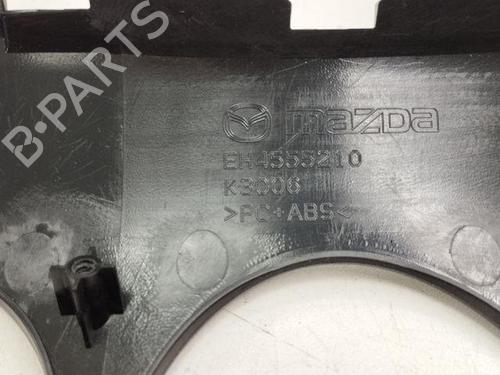 mazda
EH4555210
K3006
>PC+ABS<
B-PARTS